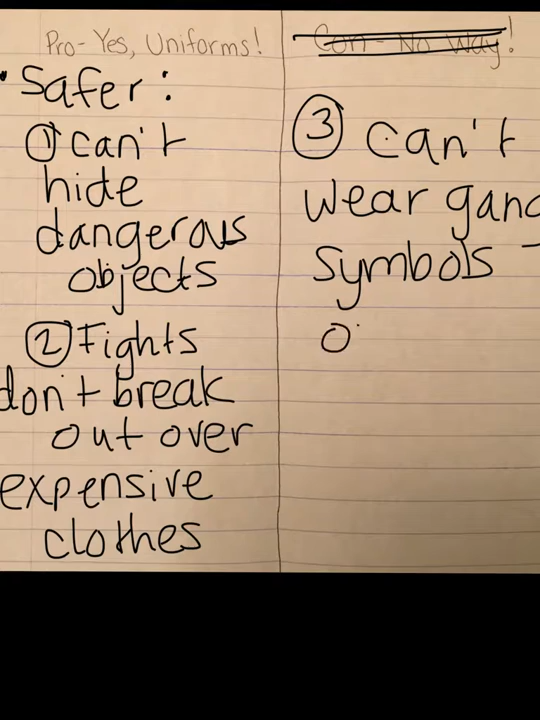 Pro- Yes, Uniforms!
• Safer:
① can't
hide
dangerous
objects
② Fights
don't break
out over
expensive
clothes
Con - No Way!
③ Can't
wear gang
symbols